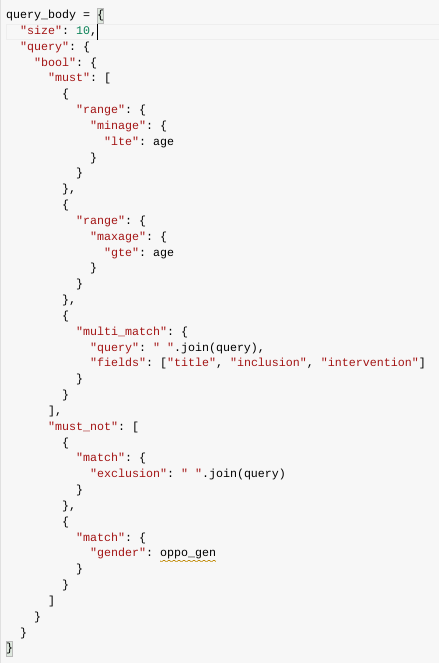 query_body = {
  "size": 10,
  "query": {
    "bool": {
      "must": [
        {
          "range": {
            "minage": {
              "lte": age
            }
          }
        },
        {
          "range": {
            "maxage": {
              "gte": age
            }
          }
        },
        {
          "multi_match": {
            "query": " ".join(query),
            "fields": ["title", "inclusion", "intervention"]
          }
        }
      ],
      "must_not": [
        {
          "match": {
            "exclusion": " ".join(query)
          }
        },
        {
          "match": {
            "gender": oppo_gen
          }
        }
      ]
    }
  }
}